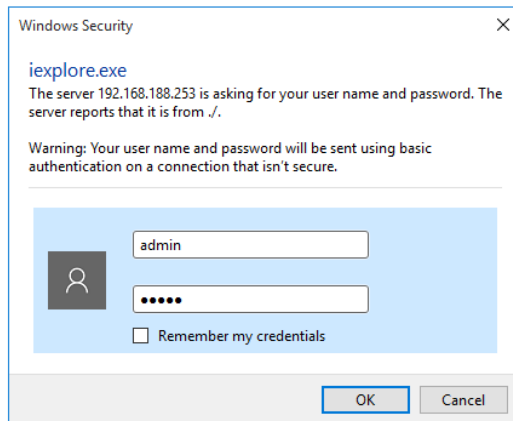 Windows Security
iexplore.exe
The server 192.168.188.253 is asking for your user name and password. The
server reports that it is from ./.
Warning: Your user name and password will be sent using basic
authentication on a connection that isn't secure.
admin
●●●●●
Remember my credentials
OK
Cancel